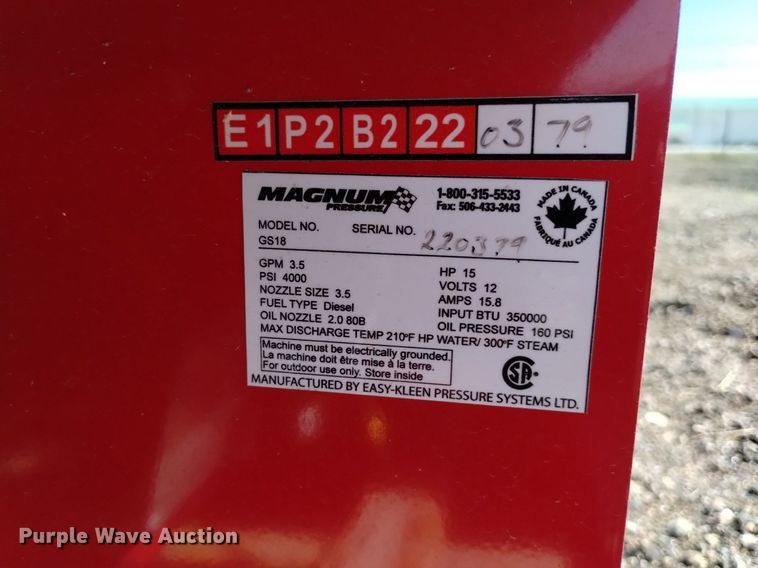 E1 P2 B2 22 03 79
MAGNUM
PRESSURE
1-800-315-5533
Fax: 506-433-2443
MADE IN CANADA
FABRIQUÉ AU CANADA
MODEL NO. SERIAL NO. 220379
GS18
GPM 3.5
PSI 4000
NOZZLE SIZE 3.5
FUEL TYPE Diesel
OIL NOZZLE 2.0 80B
HP 15
VOLTS 12
AMPS 15.8
INPUT BTU 350000
OIL PRESSURE 160 PSI
MAX DISCHARGE TEMP 210°F HP WATER/ 300°F STEAM
Machine must be electrically grounded.
La machine doit être mise à la terre.
For outdoor use only. Store inside
SA
MANUFACTURED BY EASY-KLEEN PRESSURE SYSTEMS LTD.
Purple Wave Auction